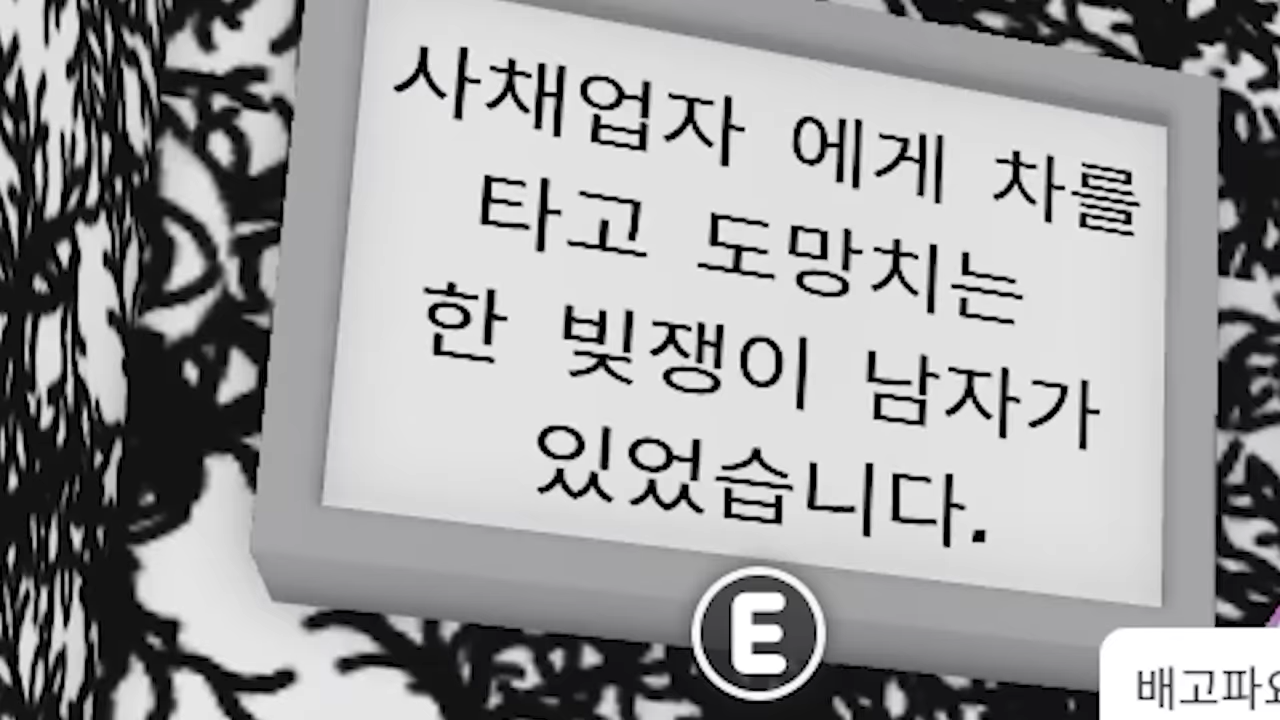 사채업자 에게 차를
타고 도망치는
한 빚쟁이 남자가
있었습니다.
E